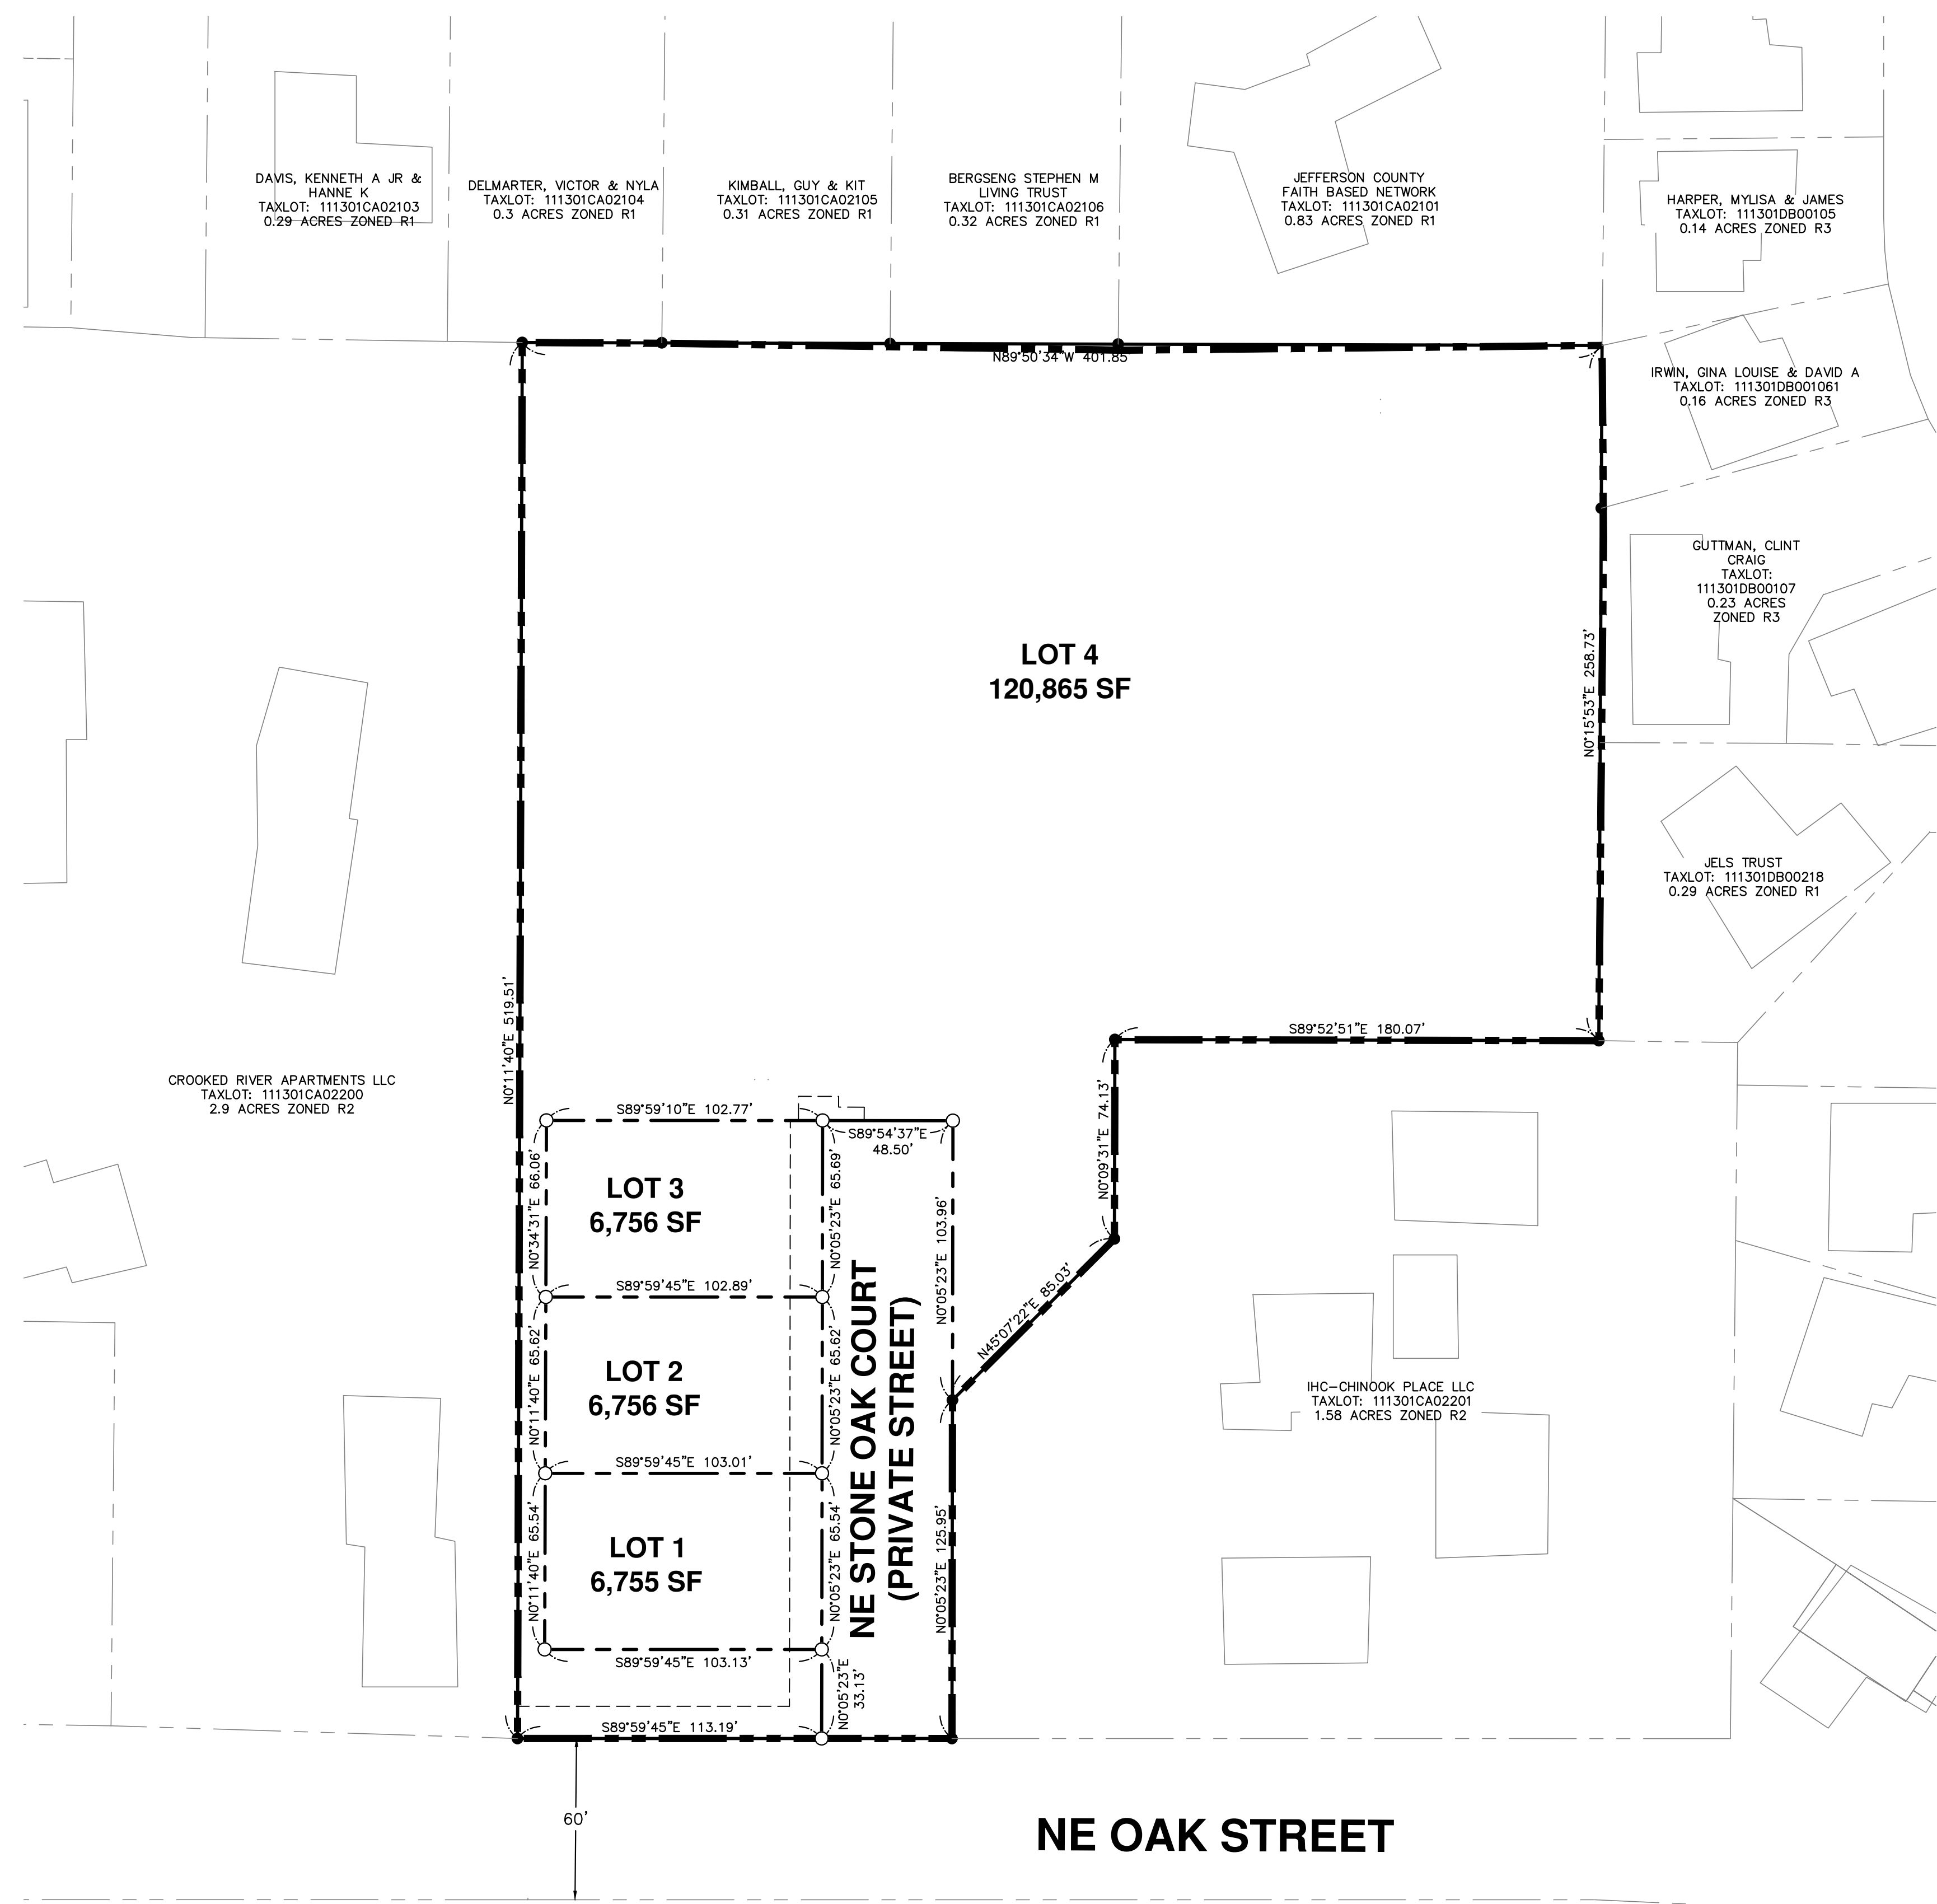 DAVIS, KENNETH A JR &
HANNE K
TAXLOT: 111301CA02103
0.29 ACRES ZONED R1
DELMARTER, VICTOR & NYLA
TAXLOT: 111301CA02104
0.3 ACRES ZONED R1
KIMBALL, GUY & KIT
TAXLOT: 111301CA02105
0.31 ACRES ZONED R1
BERGSENG STEPHEN M
LIVING TRUST
TAXLOT: 111301CA02106
0.32 ACRES ZONED R1
JEFFERSON COUNTY
FAITH BASED NETWORK
TAXLOT: 111301CA02101
0.83 ACRES ZONED R1
HARPER, MYLISA & JAMES
TAXLOT: 111301DB00105
0.14 ACRES ZONED R3
N89°50'34"W 401.85'
IRWIN, GINA LOUISE & DAVID A
TAXLOT: 111301DB001061
0.16 ACRES ZONED R3
GUTTMAN, CLINT
CRAIG
TAXLOT:
111301DB00107
0.23 ACRES
ZONED R3
N0°15'53"E 258.73'
LOT 4
120,865 SF
JELS TRUST
TAXLOT: 111301DB00218
0.29 ACRES ZONED R1
N0°11'40"E 519.51'
S89°52'51"E 180.07'
CROOKED RIVER APARTMENTS LLC
TAXLOT: 111301CA02200
2.9 ACRES ZONED R2
N0°09'31"E 74.13'
S89°59'10"E 102.77'
S89°54'37"E
48.50'
N0°34'31"E 66.06'
LOT 3
6,756 SF
N0°05'23"E 65.69'
N0°05'23"E 103.96'
S89°59'45"E 102.89'
N45°07'22"E 85.03'
N0°11'40"E 65.62'
LOT 2
6,756 SF
N0°05'23"E 65.62'
NE STONE OAK COURT
(PRIVATE STREET)
IHC-CHINOOK PLACE LLC
TAXLOT: 111301CA02201
1.58 ACRES ZONED R2
S89°59'45"E 103.01'
N0°11'40"E 65.54'
LOT 1
6,755 SF
N0°05'23"E 65.54'
N0°05'23"E 125.95'
S89°59'45"E 103.13'
N0°05'23"E
33.13'
S89°59'45"E 113.19'
60'
NE OAK STREET